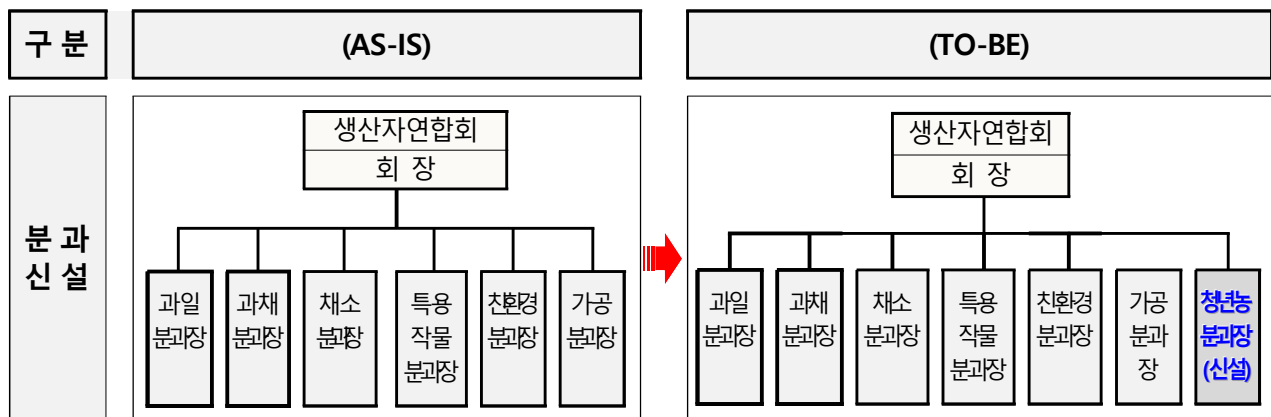 구 분
(AS-IS)
(TO-BE)
분 과
신 설
생산자연합회
회 장
과일
분과장
과채
분과장
채소
분과장
특용
작물
분과장
친환경
분과장
가공
분과장
생산자연합회
회 장
과일
분과장
과채
분과장
채소
분과장
특용
작물
분과장
친환경
분과장
가공
분과
장
청년농
분과장
(신설)